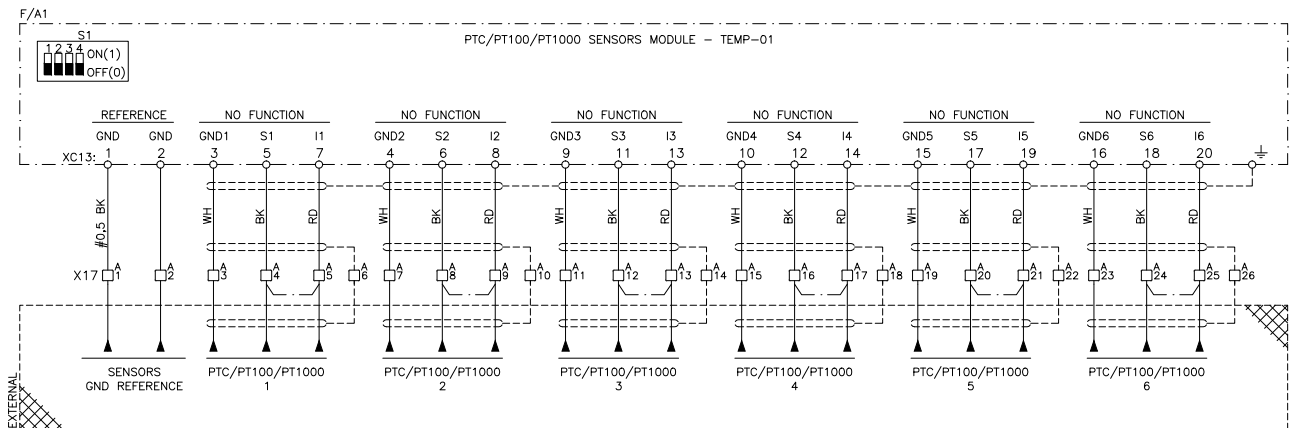 F/A1
S1
1 2 3 4 ON(1)
OFF(0)
PTC/PT100/PT1000 SENSORS MODULE - TEMP-01
REFERENCE NO FUNCTION NO FUNCTION NO FUNCTION NO FUNCTION NO FUNCTION NO FUNCTION
GND GND GND1 S1 I1 GND2 S2 I2 GND3 S3 I3 GND4 S4 I4 GND5 S5 I5 GND6 S6 I6
XC13: 1 2 3 5 7 4 6 8 9 11 13 10 12 14 15 17 19 16 18 20
#0,5 BK WH BK RD WH BK RD WH BK RD WH BK RD WH BK RD WH BK RD
A A A A A A A A A A A A A A A A A A A A A A A A A A
X17 1 2 3 4 5 6 7 8 9 10 11 12 13 14 15 16 17 18 19 20 21 22 23 24 25 26
SENSORS PTC/PT100/PT1000 PTC/PT100/PT1000 PTC/PT100/PT1000 PTC/PT100/PT1000 PTC/PT100/PT1000 PTC/PT100/PT1000
GND REFERENCE 1 2 3 4 5 6
EXTERNAL